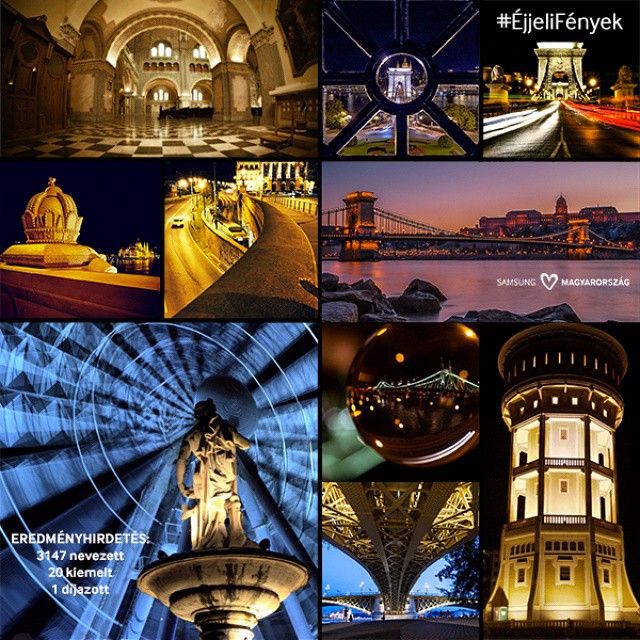 #ÉjjeliFények
SAMSUNG MAGYARORSZÁG
EREDMÉNYHIRDETÉS:
3147 nevezett
20 kiemelt
1 díjazott